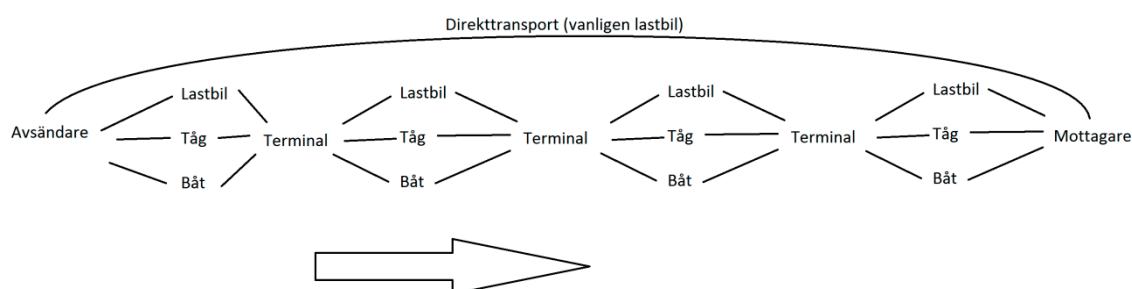 Direkttransport (vanligen lastbil)
Lastbil Lastbil Lastbil Lastbil
Avsändare Tåg Terminal Tåg Terminal Tåg Terminal Tåg Mottagare
Båt Båt Båt Båt